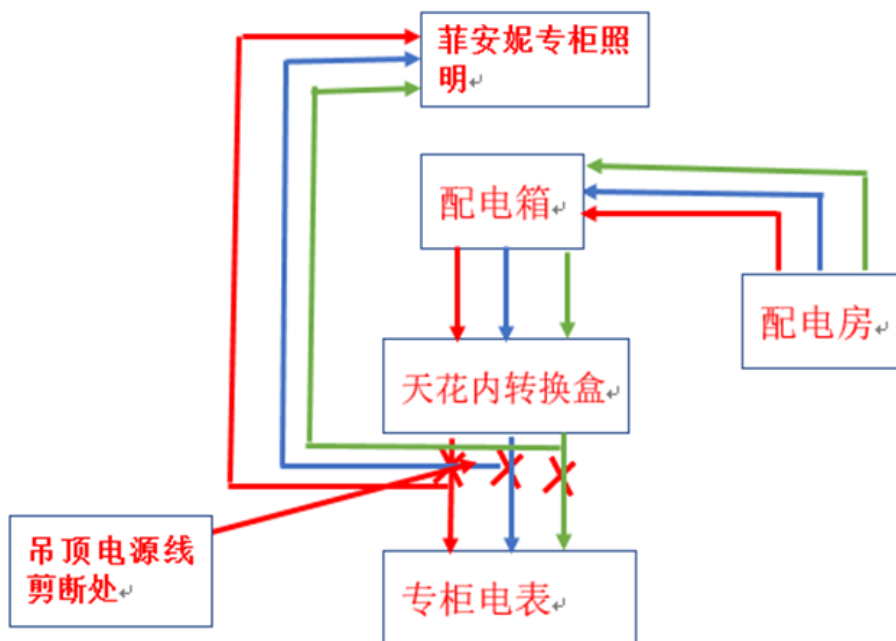 菲安妮专柜照
明
配电箱
配电房
天花内转换盒
吊顶电源线
剪断处
专柜电表